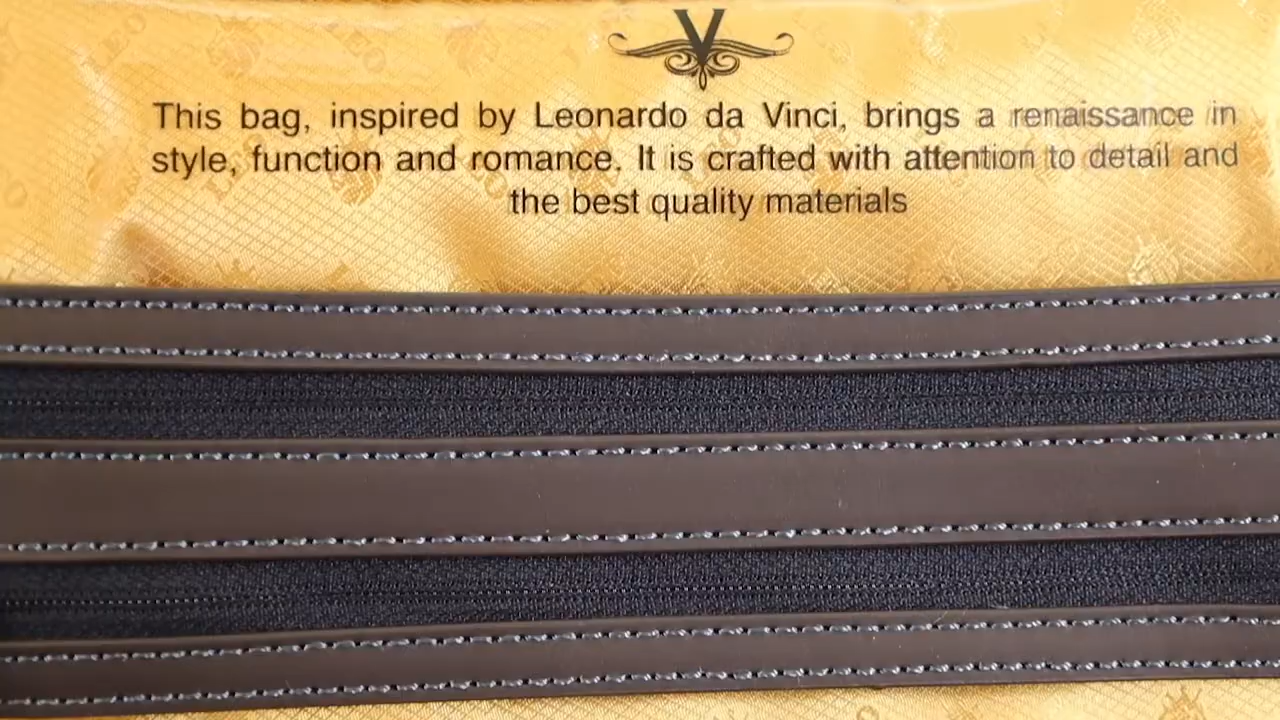 V
This bag, inspired by Leonardo da Vinci, brings a renaissance in
style, function and romance. It is crafted with attention to detail and
the best quality materials